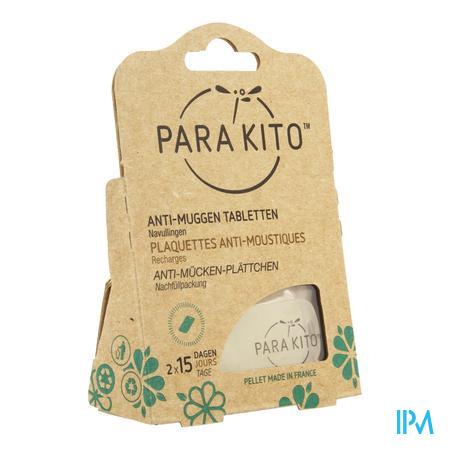 PARA KITO™
ANTI-MUGGEN TABLETTEN
Navullingen
PLAQUETTES ANTI-MOUSTIQUES
Recharges
ANTI-MÜCKEN-PLÄTTCHEN
Nachfüllpackung
2x15 DAGEN
JOURS
TAGE
PARA KITO
PELLET MADE IN FRANCE
IPM